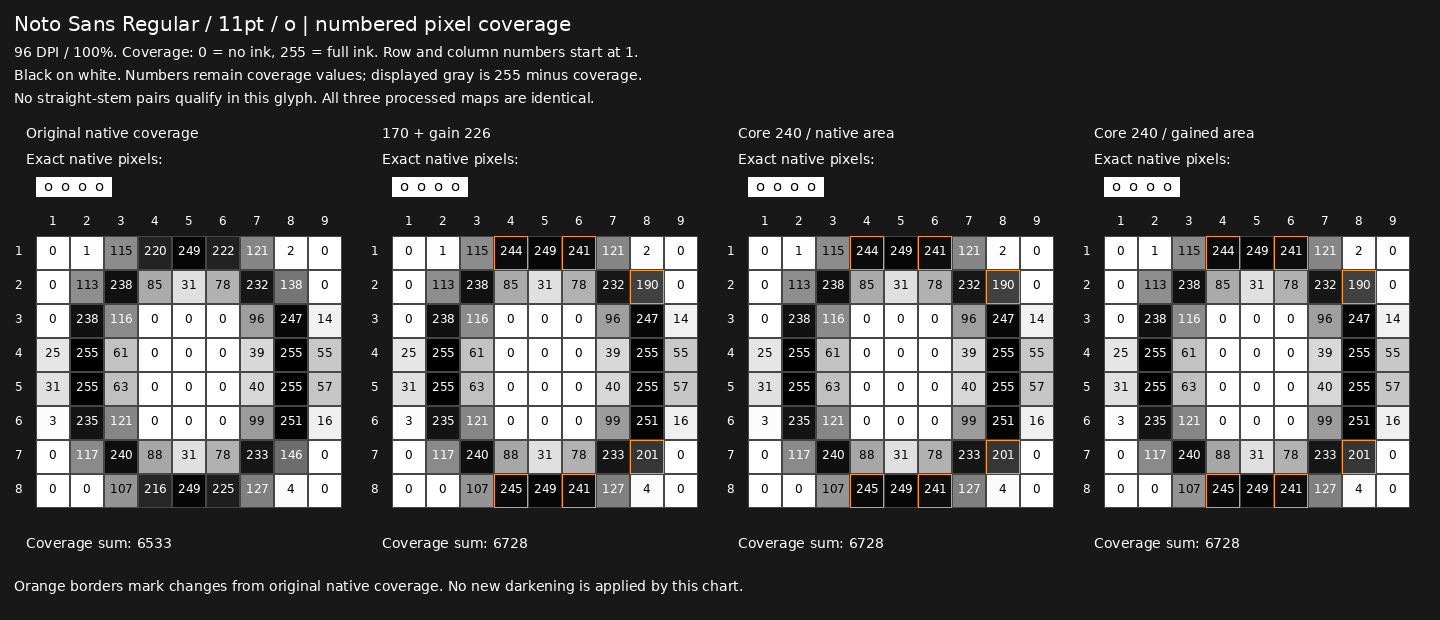 Noto Sans Regular / 11pt / o | numbered pixel coverage
96 DPI / 100%. Coverage: 0 = no ink, 255 = full ink. Row and column numbers start at 1.
Black on white. Numbers remain coverage values; displayed gray is 255 minus coverage.
No straight-stem pairs qualify in this glyph. All three processed maps are identical.
Original native coverage
Exact native pixels:
o o o o
1 2 3 4 5 6 7 8 9
1 0 1 115 220 249 222 121 2 0
2 0 113 238 85 31 78 232 138 0
3 0 238 116 0 0 0 96 247 14
4 25 255 61 0 0 0 39 255 55
5 31 255 63 0 0 0 40 255 57
6 3 235 121 0 0 0 99 251 16
7 0 117 240 88 31 78 233 146 0
8 0 0 107 216 249 225 127 4 0
Coverage sum: 6533
170 + gain 226
Exact native pixels:
o o o o
1 2 3 4 5 6 7 8 9
1 0 1 115 244 249 241 121 2 0
2 0 113 238 85 31 78 232 190 0
3 0 238 116 0 0 0 96 247 14
4 25 255 61 0 0 0 39 255 55
5 31 255 63 0 0 0 40 255 57
6 3 235 121 0 0 0 99 251 16
7 0 117 240 88 31 78 233 201 0
8 0 0 107 245 249 241 127 4 0
Coverage sum: 6728
Core 240 / native area
Exact native pixels:
o o o o
1 2 3 4 5 6 7 8 9
1 0 1 115 244 249 241 121 2 0
2 0 113 238 85 31 78 232 190 0
3 0 238 116 0 0 0 96 247 14
4 25 255 61 0 0 0 39 255 55
5 31 255 63 0 0 0 40 255 57
6 3 235 121 0 0 0 99 251 16
7 0 117 240 88 31 78 233 201 0
8 0 0 107 245 249 241 127 4 0
Coverage sum: 6728
Core 240 / gained area
Exact native pixels:
o o o o
1 2 3 4 5 6 7 8 9
1 0 1 115 244 249 241 121 2 0
2 0 113 238 85 31 78 232 190 0
3 0 238 116 0 0 0 96 247 14
4 25 255 61 0 0 0 39 255 55
5 31 255 63 0 0 0 40 255 57
6 3 235 121 0 0 0 99 251 16
7 0 117 240 88 31 78 233 201 0
8 0 0 107 245 249 241 127 4 0
Coverage sum: 6728
Orange borders mark changes from original native coverage. No new darkening is applied by this chart.